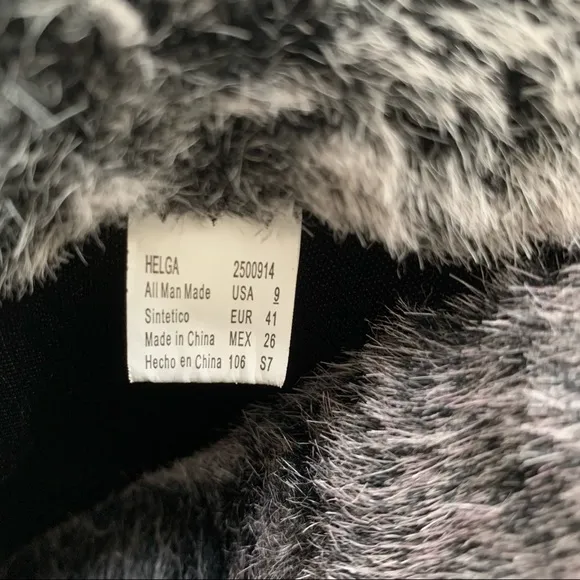 HELGA 2500914
All Man Made USA 9
Sintetico EUR 41
Made in China MEX 26
Hecho en China 106 S7